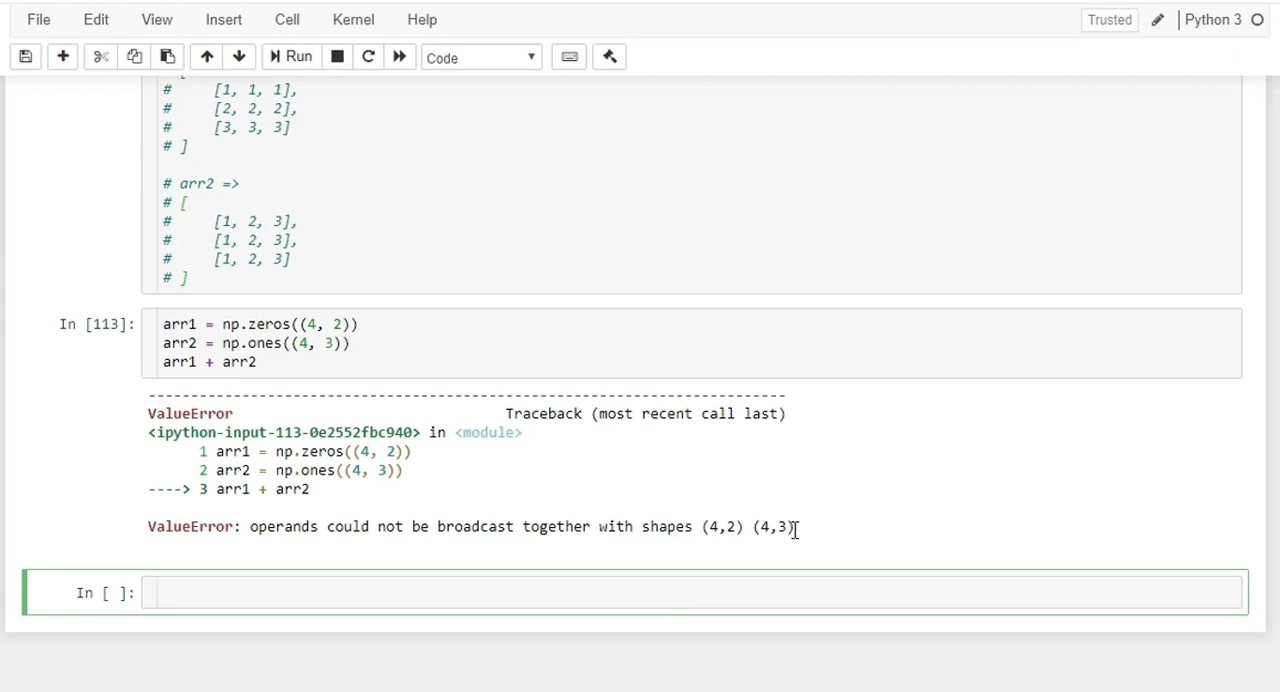 File Edit View Insert Cell Kernel Help Trusted Python 3
Run Code
# [1, 1, 1],
# [2, 2, 2],
# [3, 3, 3]
# ]
# arr2 =>
# [
# [1, 2, 3],
# [1, 2, 3],
# [1, 2, 3]
# ]
In [113]: arr1 = np.zeros((4, 2))
arr2 = np.ones((4, 3))
arr1 + arr2
---------------------------------------------------------------------------
ValueError Traceback (most recent call last)
<ipython-input-113-0e2552fbc940> in <module>
1 arr1 = np.zeros((4, 2))
2 arr2 = np.ones((4, 3))
----> 3 arr1 + arr2
ValueError: operands could not be broadcast together with shapes (4,2) (4,3)
In [ ]: